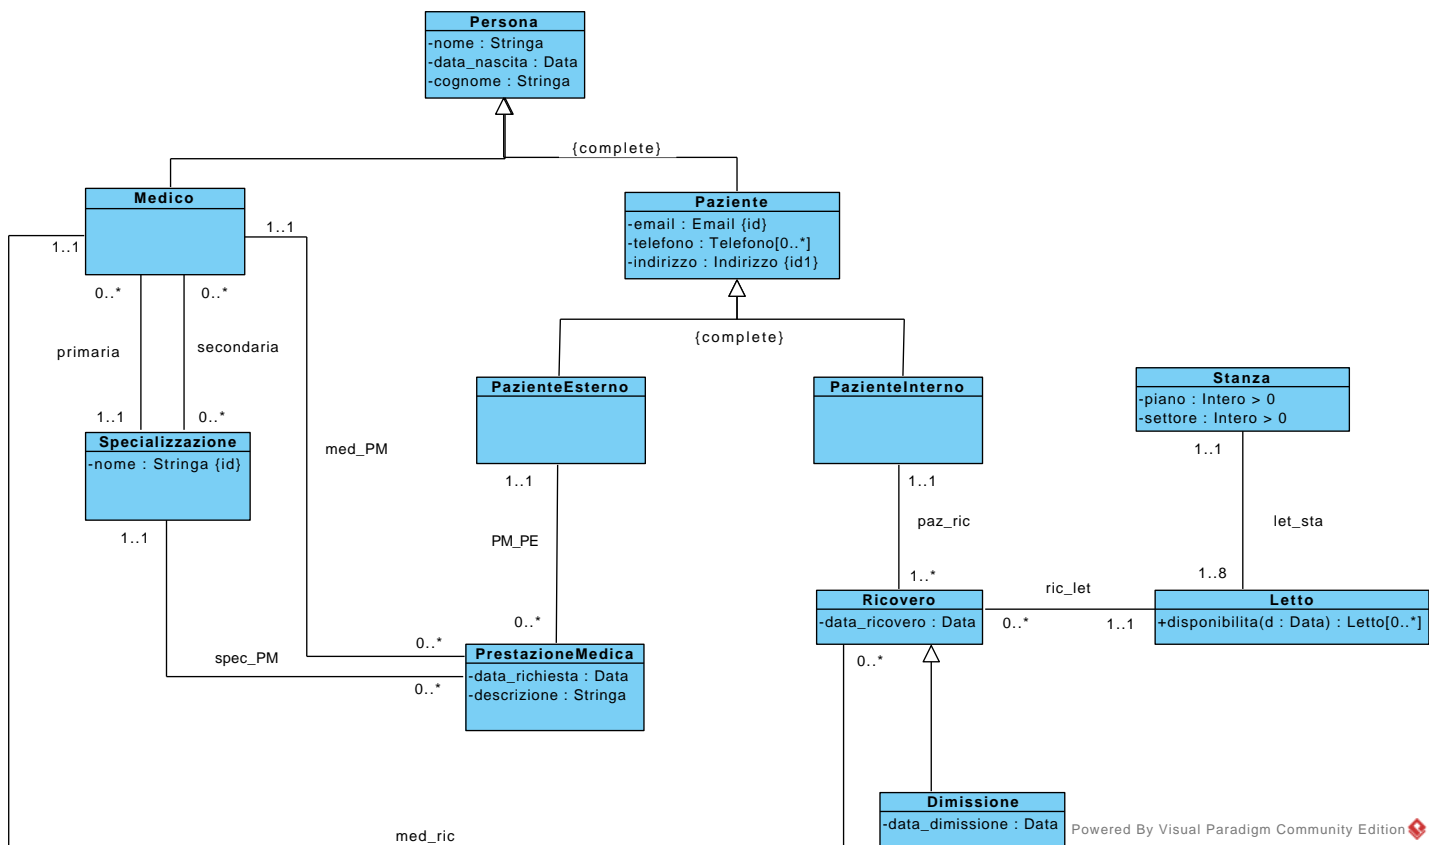 Persona
-nome : Stringa
-data_nascita : Data
-cognome : Stringa
{complete}
Medico
1..1
1..1
0..*
0..*
Paziente
-email : Email {id}
-telefono : Telefono[0..*]
-indirizzo : Indirizzo {id1}
{complete}
primaria
secondaria
1..1
0..*
Specializzazione
-nome : Stringa {id}
1..1
med_PM
PazienteEsterno
1..1
PM_PE
0..*
PazienteInterno
1..1
paz_ric
1..*
Stanza
-piano : Intero > 0
-settore : Intero > 0
1..1
let_sta
1..8
Ricovero
-data_ricovero : Data
0..*
ric_let
1..1
0..*
Letto
+disponibilita(d : Data) : Letto[0..*]
spec_PM
0..*
0..*
PrestazioneMedica
-data_richiesta : Data
-descrizione : Stringa
Dimissione
-data_dimissione : Data
med_ric
Powered By Visual Paradigm Community Edition